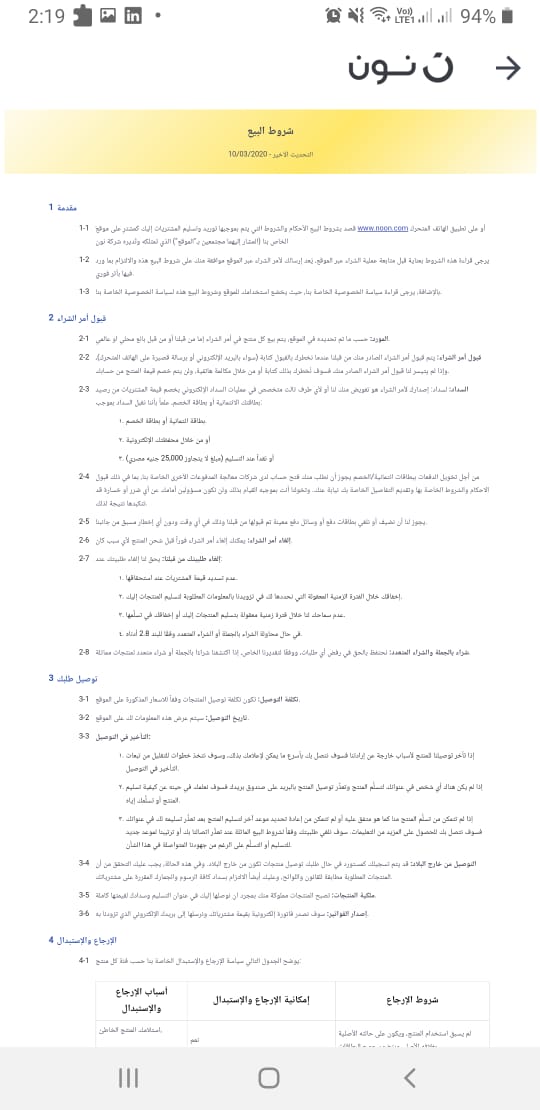 2:19
Vo))
LTE1
94%
نون
شروط البيع
التحديث الاخير - 10/03/2020
مقدمة 1
1-1 قصد بشروط البيع الأحكام والشروط التي يتم بموجبها توريد وتسليم المشتريات إليك كمشترٍ على موقع www.noon.com أو على تطبيق الهاتف المتحرك
الخاص بنا (المشار إليهما مجتمعين بـ"الموقع") الذي تمتلكه وتُديره شركة نون
1-2 يرجى قراءة هذه الشروط بعناية قبل متابعة عملية الشراء عبر الموقع. يُعد إرسالك لأمر الشراء عبر الموقع موافقة منك على شروط البيع هذه والالتزام بما ورد
فيها بأثر فوري.
1-3 بالإضافة، يرجى قراءة سياسة الخصوصية الخاصة بنا، حيث يخضع استخدامك للموقع وشروط البيع هذه لسياسة الخصوصية الخاصة بنا.
قبول أمر الشراء 2
2-1 المورد: حسب ما تم تحديده في الموقع، يتم بيع كل منتج في أمر الشراء إما من قبلنا أو من قبل بائع محلي او عالمي.
2-2 قبول أمر الشراء: يتم قبول أمر الشراء الصادر منك من قبلنا عندما نخطرك بالقبول كتابة (سواء بالبريد الإلكتروني أو برسالة قصيرة على الهاتف المتحرك).
وإذا لم يتيسر لنا قبول أمر الشراء الصادر منك فسوف نُخطرك بذلك كتابة أو من خلال مكالمة هاتفية، ولن يتم خصم قيمة المنتج من حسابك.
2-3 السداد: لسداد: إصدارك لأمر الشراء هو تفويض منك لنا أو لأي طرف ثالث متخصص في عمليات السداد الإلكتروني بخصم قيمة المشتريات من رصيد
بطاقتك الائتمانية أو بطاقة الخصم. علماً بأننا نقبل السداد بموجب:
١. بطاقة ائتمانية أو بطاقة الخصم.
٢. أو من خلال محفظتك الإلكترونية
٣. أو نقداً عند التسليم (مبلغ لا يتجاوز 25,000 جنيه مصري)
2-4 من أجل تخويل الدفعات ببطاقات ائتمانية/الخصم يجوز أن نطلب منك فتح حساب لدى شركات معالجة المدفوعات الاخرى الخاصة بنا، بما في ذلك قبول
الاحكام والشروط الخاصة بها وتقديم التفاصيل الخاصة بك نيابة عنك. وتخولنا أنت بموجبه القيام بذلك ولن نكون مسؤولين أمامك عن أي ضرر أو خسارة قد
تتكبدها نتيجة لذلك.
2-5 يجوز لنا أن نضيف أو نلغي بطاقات دفع أو وسائل دفع معينة تم قبولها من قبلنا وذلك في أي وقت ودون أي إخطار مسبق من جانبنا.
2-6 إلغاء أمر الشراء: يمكنك إلغاء أمر الشراء فوراً قبل شحن المنتج لأي سبب كان.
2-7 إلغاء طلبيتك من قبلنا: يحق لنا إلغاء طلبيتك عند:
١. عدم تسديد قيمة المشتريات عند استحقاقها.
٢. إخفاقك خلال الفترة الزمنية المعقولة التي نحددها لك في تزويدنا بالمعلومات المطلوبة لتسليم المنتجات إليك.
٣. عدم سماحك لنا خلال فترة زمنية معقولة بتسليم المنتجات إليك أو إخفاقك في تسلّمها.
٤. في حال محاولة الشراء بالجملة أو الشراء المتعدد وفقا للبند 2.8 أدناه.
2-8 شراء بالجملة والشراء المتعدد: نحتفظ بالحق في رفض أي طلبات، ووفقا لتقديرنا الخاص، إذا اكتشفنا شراءً بالجملة أو شراء متعدد لمنتجات مماثلة.
توصيل طلبك 3
3-1 تكلفة التوصيل: تكون تكلفة توصيل المنتجات وفقاً للاسعار المذكورة على الموقع.
3-2 تاريخ التوصيل: سيتم عرض هذه المعلومات لك على الموقع.
3-3 التأخير في التوصيل:
١. إذا تأخر توصيلنا للمنتج لأسباب خارجة عن إرادتنا فسوف نتصل بك بأسرع ما يمكن لإعلامك بذلك، وسوف نتخذ خطوات للتقليل من تبعات
التأخير في التوصيل.
٢. إذا لم يكن هناك أي شخص في عنوانك لتسلّم المنتج وتعذّر توصيل المنتج بالبريد على صندوق بريدك فسوف نعلمك في حينه عن كيفية تسليم
المنتج أو تسلّمك إياه.
٣. إذا لم تتمكن من تسلّم المنتج منا كما هو متفق عليه أو لم تتمكن من إعادة تحديد موعد آخر لتسليم المنتج بعد تعذّر تسليمه لك في عنوانك،
فسوف نتصل بك للحصول على المزيد من التعليمات. سوف نلغي طلبيتك وفقاً لشروط البيع الماثلة عند تعذّر اتصالنا بك أو ترتيبنا لموعد جديد
للتسليم أو التسلّم على الرغم من جهودنا المتواصلة في هذا الشأن.
3-4 التوصيل من خارج البلاد: قد يتم تسجيلك كمستورد في حال طلبك توصيل منتجات تكون من خارج البلاد. وفي هذه الحالة، يجب عليك التحقق من أن
المنتجات المطلوبة مطابقة للقانون واللوائح، وعليك أيضاً الالتزام بسداد كافة الرسوم والجمارك المقررة على مشترياتك.
3-5 ملكية المنتجات: تصبح المنتجات مملوكة منك بمجرد ان نوصلها إليك في عنوان التسليم وسدادك لقيمتها كاملة.
3-6 إصدار الفواتير: سوف نصدر فاتورة إلكترونية بقيمة مشترياتك، ونرسلها إلى بريدك الإلكتروني الذي تزودنا به.
الإرجاع والإستبدال 4
4-1 يوضح الجدول التالي سياسة الإرجاع والإستبدال الخاصة بنا حسب فئة كل منتج:
شروط الإرجاع
إمكانية الإرجاع والإستبدال
أسباب الإرجاع
والإستبدال
لم يسبق استخدام المنتج، ويكون على حالته الأصلية
نعم
استلامك المنتج الخاطئ,